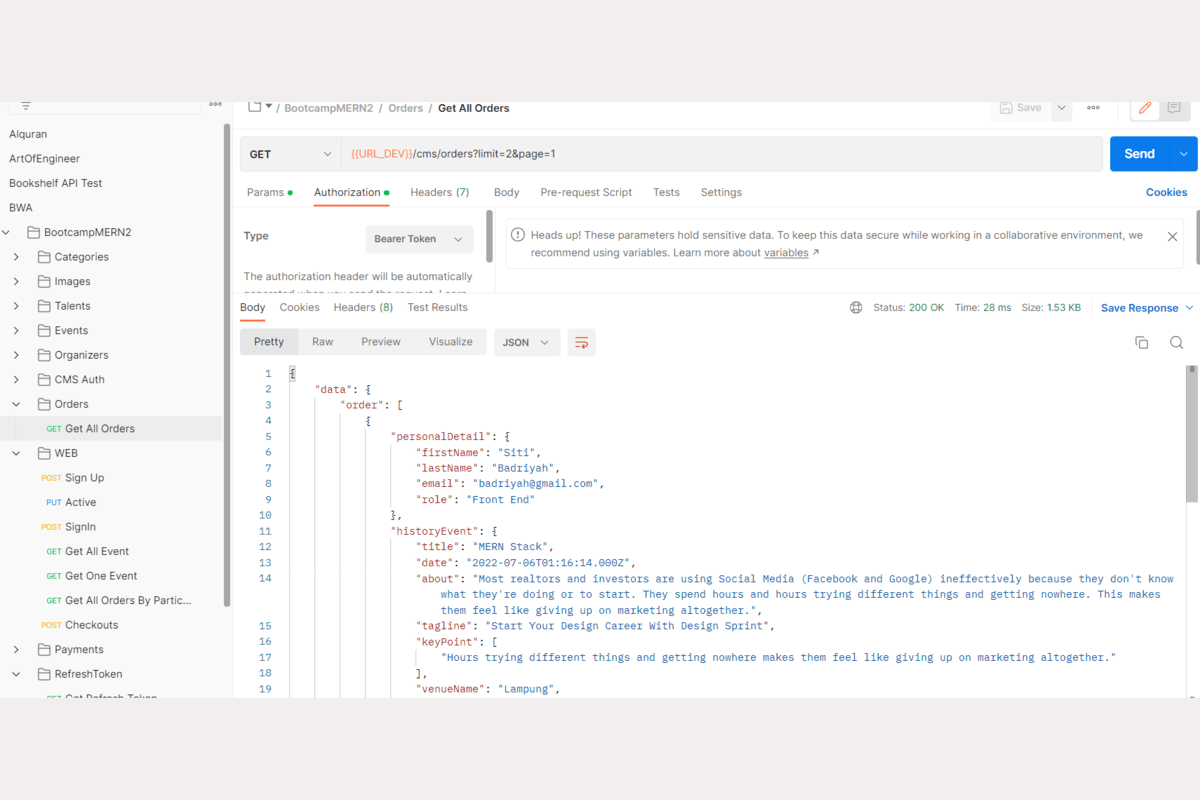 / BootcampMERN2 / Orders / Get All Orders
Save
Alquran
ArtOfEngineer
Bookshelf API Test
BWA
BootcampMERN2
Categories
Images
Talents
Events
Organizers
CMS Auth
Orders
GET Get All Orders
WEB
POST Sign Up
PUT Active
POST SignIn
GET Get All Event
GET Get One Event
GET Get All Orders By Partic...
POST Checkouts
Payments
RefreshToken
GET Get Refresh Token
GET
{{URL_DEV}}/cms/orders?limit=2&page=1
Send
Params
Authorization
Headers (7)
Body
Pre-request Script
Tests
Settings
Cookies
Type
Bearer Token
The authorization header will be automatically
Heads up! These parameters hold sensitive data. To keep this data secure while working in a collaborative environment, we
recommend using variables. Learn more about variables ↗
Body
Cookies
Headers (8)
Test Results
Status: 200 OK
Time: 28 ms
Size: 1.53 KB
Save Response
Pretty
Raw
Preview
Visualize
JSON
1 {
2 "data": {
3 "order": [
4 {
5 "personalDetail": {
6 "firstName": "Siti",
7 "lastName": "Badriyah",
8 "email": "badriyah@gmail.com",
9 "role": "Front End"
10 },
11 "historyEvent": {
12 "title": "MERN Stack",
13 "date": "2022-07-06T01:16:14.000Z",
14 "about": "Most realtors and investors are using Social Media (Facebook and Google) ineffectively because they don't know
what they're doing or to start. They spend hours and hours trying different things and getting nowhere. This makes
them feel like giving up on marketing altogether.",
15 "tagline": "Start Your Design Career With Design Sprint",
16 "keyPoint": [
17 "Hours trying different things and getting nowhere makes them feel like giving up on marketing altogether."
18 ],
19 "venueName": "Lampung",